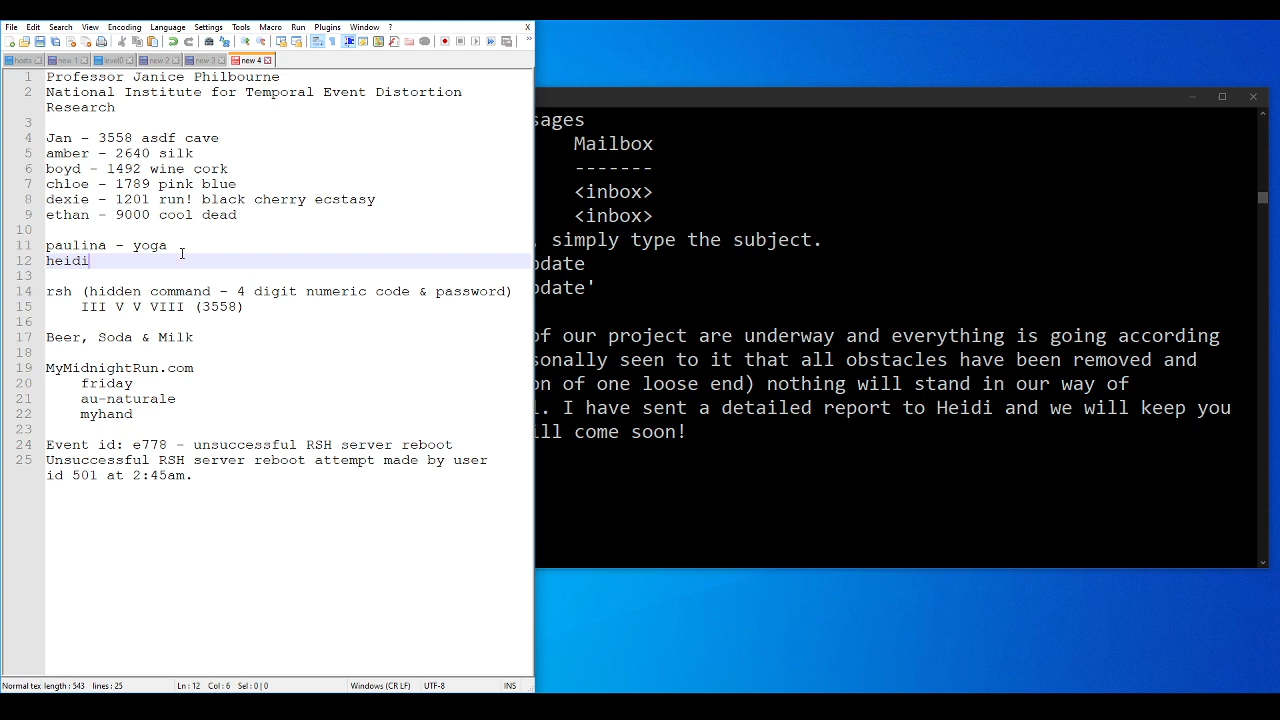 File Edit Search View Encoding Language Settings Tools Macro Run Plugins Window ? X
hosts new 1 level0 new 2 new 3 new 4
1 Professor Janice Philbourne
2 National Institute for Temporal Event Distortion
Research
3
4 Jan - 3558 asdf cave
5 amber - 2640 silk
6 boyd - 1492 wine cork
7 chloe - 1789 pink blue
8 dexie - 1201 run! black cherry ecstasy
9 ethan - 9000 cool dead
10
11 paulina - yoga
12 heidi
13
14 rsh (hidden command - 4 digit numeric code & password)
15 III V V VIII (3558)
16
17 Beer, Soda & Milk
18
19 MyMidnightRun.com
20 friday
21 au-naturale
22 myhand
23
24 Event id: e778 - unsuccessful RSH server reboot
25 Unsuccessful RSH server reboot attempt made by user
id 501 at 2:45am.
Normal tex length: 543 lines: 25 Ln: 12 Col: 6 Sel: 0 | 0 Windows (CR LF) UTF-8 INS
sages
Mailbox
-------
<inbox>
<inbox>
, simply type the subject.
pdate
pdate'
of our project are underway and everything is going according
sonally seen to it that all obstacles have been removed and
on of one loose end) nothing will stand in our way of
l. I have sent a detailed report to Heidi and we will keep you
ill come soon!